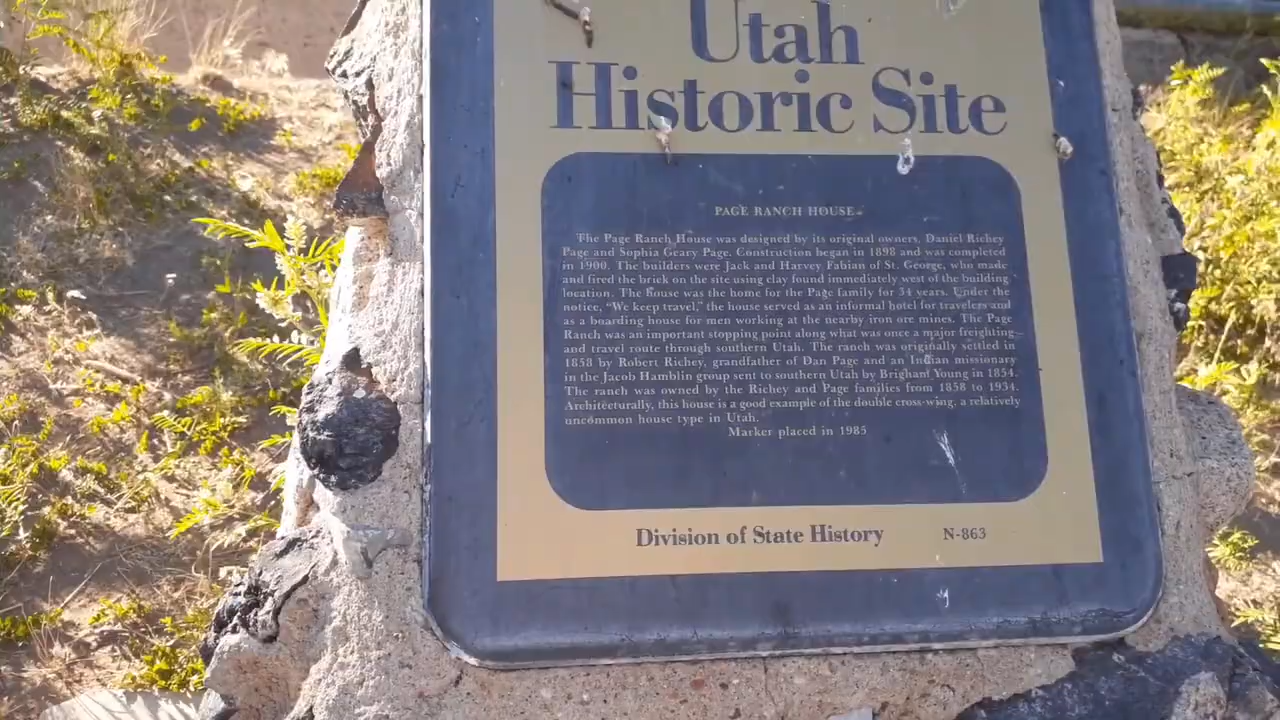 Utah
Historic Site
PAGE RANCH HOUSE
The Page Ranch House was designed by its original owners, Daniel Richey
Page and Sophia Geary Page. Construction began in 1898 and was completed
in 1900. The builders were Jack and Harvey Fabian of St. George, who made
and fired the brick on the site using clay found immediately west of the building
location. The house was the home for the Page family for 34 years. Under the
notice, “We keep travel,” the house served as an informal hotel for travelers and
as a boarding house for men working at the nearby iron ore mines. The Page
Ranch was an important stopping point along what was once a major freighting
and travel route through southern Utah. The ranch was originally settled in
1858 by Robert Richey, grandfather of Dan Page and an Indian missionary
in the Jacob Hamblin group sent to southern Utah by Brigham Young in 1854.
The ranch was owned by the Richey and Page families from 1858 to 1934.
Architecturally, this house is a good example of the double cross-wing, a relatively
uncommon house type in Utah.
Marker placed in 1985
Division of State History N-863